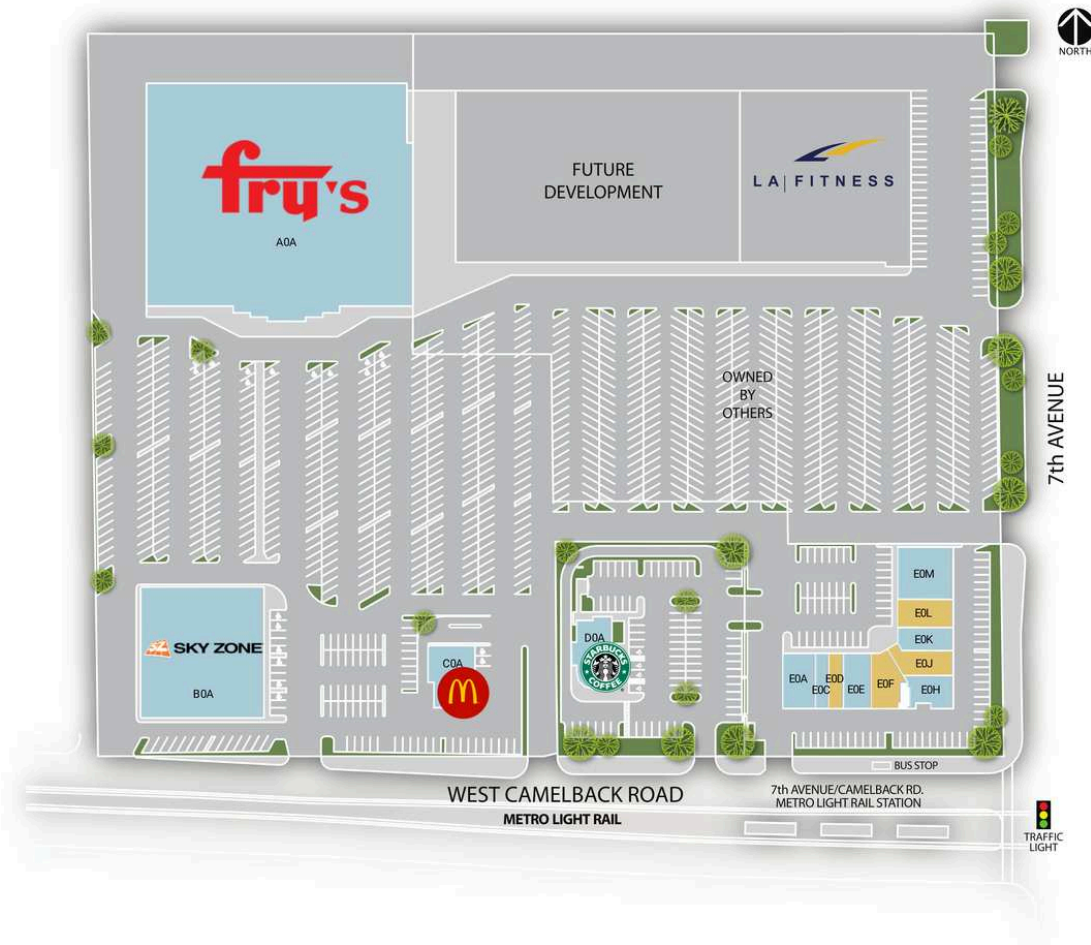 NORTH
fry's
A0A
FUTURE
DEVELOPMENT
LA FITNESS
OWNED
BY
OTHERS
7th AVENUE
SKY ZONE
B0A
C0A
D0A
STARBUCKS
COFFEE
E0A
E0C
E0D
E0E
E0F
E0M
E0L
E0K
E0J
E0H
BUS STOP
WEST CAMELBACK ROAD
METRO LIGHT RAIL
7th AVENUE/CAMELBACK RD.
METRO LIGHT RAIL STATION
TRAFFIC
LIGHT